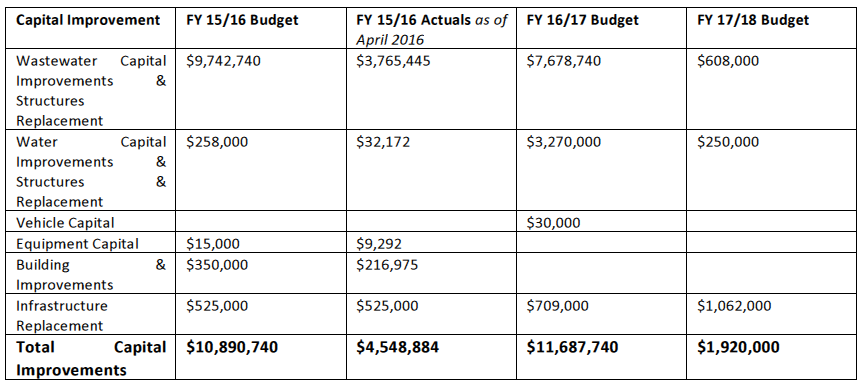 Capital Improvement FY 15/16 Budget FY 15/16 Actuals as of FY 16/17 Budget FY 17/18 Budget
April 2016
Wastewater Capital $9,742,740 $3,765,445 $7,678,740 $608,000
Improvements &
Structures
Replacement
Water Capital $258,000 $32,172 $3,270,000 $250,000
Improvements &
Structures &
Replacement
Vehicle Capital $30,000
Equipment Capital $15,000 $9,292
Building & $350,000 $216,975
Improvements
Infrastructure $525,000 $525,000 $709,000 $1,062,000
Replacement
Total Capital $10,890,740 $4,548,884 $11,687,740 $1,920,000
Improvements